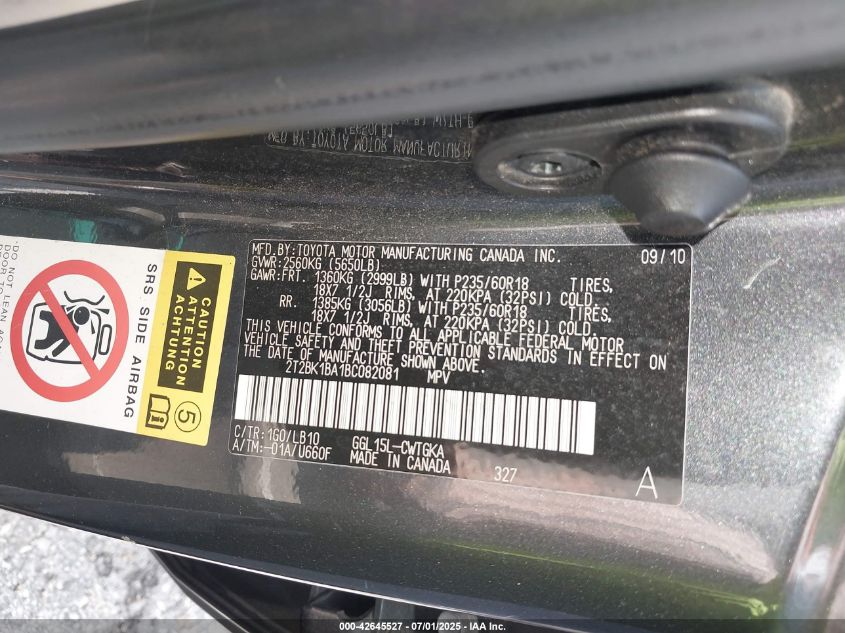 MFD.BY:TOYOTA MOTOR MANUFACTURING CANADA INC. 09/10
GVWR:2560KG (5650LB)
GAWR:FRT. 1360KG (2999LB) WITH P235/60R18 TIRES,
18X7 1/2J RIMS, AT 220KPA (32PSI) COLD.
RR. 1385KG (3056LB) WITH P235/60R18 TIRES,
18X7 1/2J RIMS, AT 220KPA (32PSI) COLD.
THIS VEHICLE CONFORMS TO ALL APPLICABLE FEDERAL MOTOR
VEHICLE SAFETY AND THEFT PREVENTION STANDARDS IN EFFECT ON
THE DATE OF MANUFACTURE SHOWN ABOVE.
2T2BK1BA1BC082081 MPV
C/TR:1G0/LB10 GGL15L-CWTGKA
A/TM:-01A/U660F MADE IN CANADA 327 A
CAUTION
ACHTUNG
ATTENTION
5
SRS SIDE AIRBAG
*DO NOT LEAN
000-42645527 - 07/01/2025 - IAA Inc.